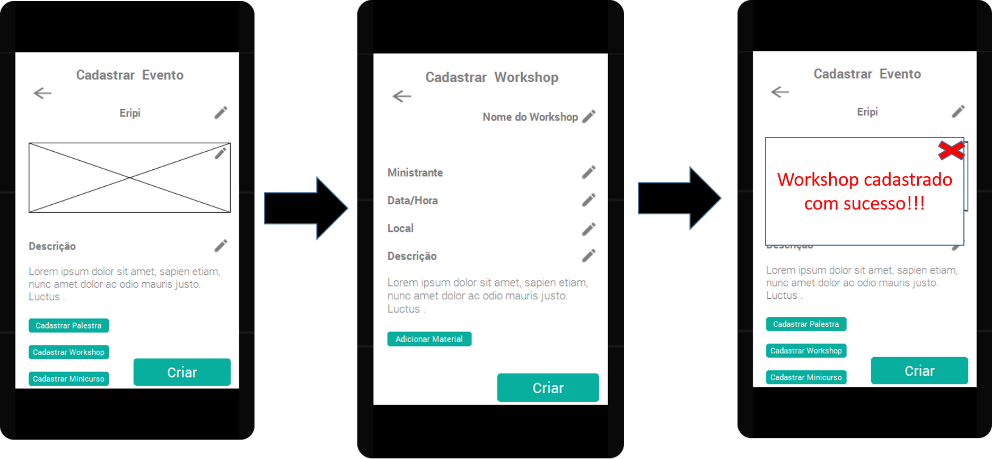 Cadastrar Evento
Eripi
Descrição
Lorem ipsum dolor sit amet, sapien etiam,
nunc amet dolor ac odio mauris justo.
Luctus .
Cadastrar Palestra
Cadastrar Workshop
Cadastrar Minicurso
Criar
Cadastrar Workshop
Nome do Workshop
Ministrante
Data/Hora
Local
Descrição
Lorem ipsum dolor sit amet, sapien etiam,
nunc amet dolor ac odio mauris justo.
Luctus .
Adicionar Material
Criar
Cadastrar Evento
Eripi
Workshop cadastrado
com sucesso!!!
Descrição
Lorem ipsum dolor sit amet, sapien etiam,
nunc amet dolor ac odio mauris justo.
Luctus .
Cadastrar Palestra
Cadastrar Workshop
Cadastrar Minicurso
Criar